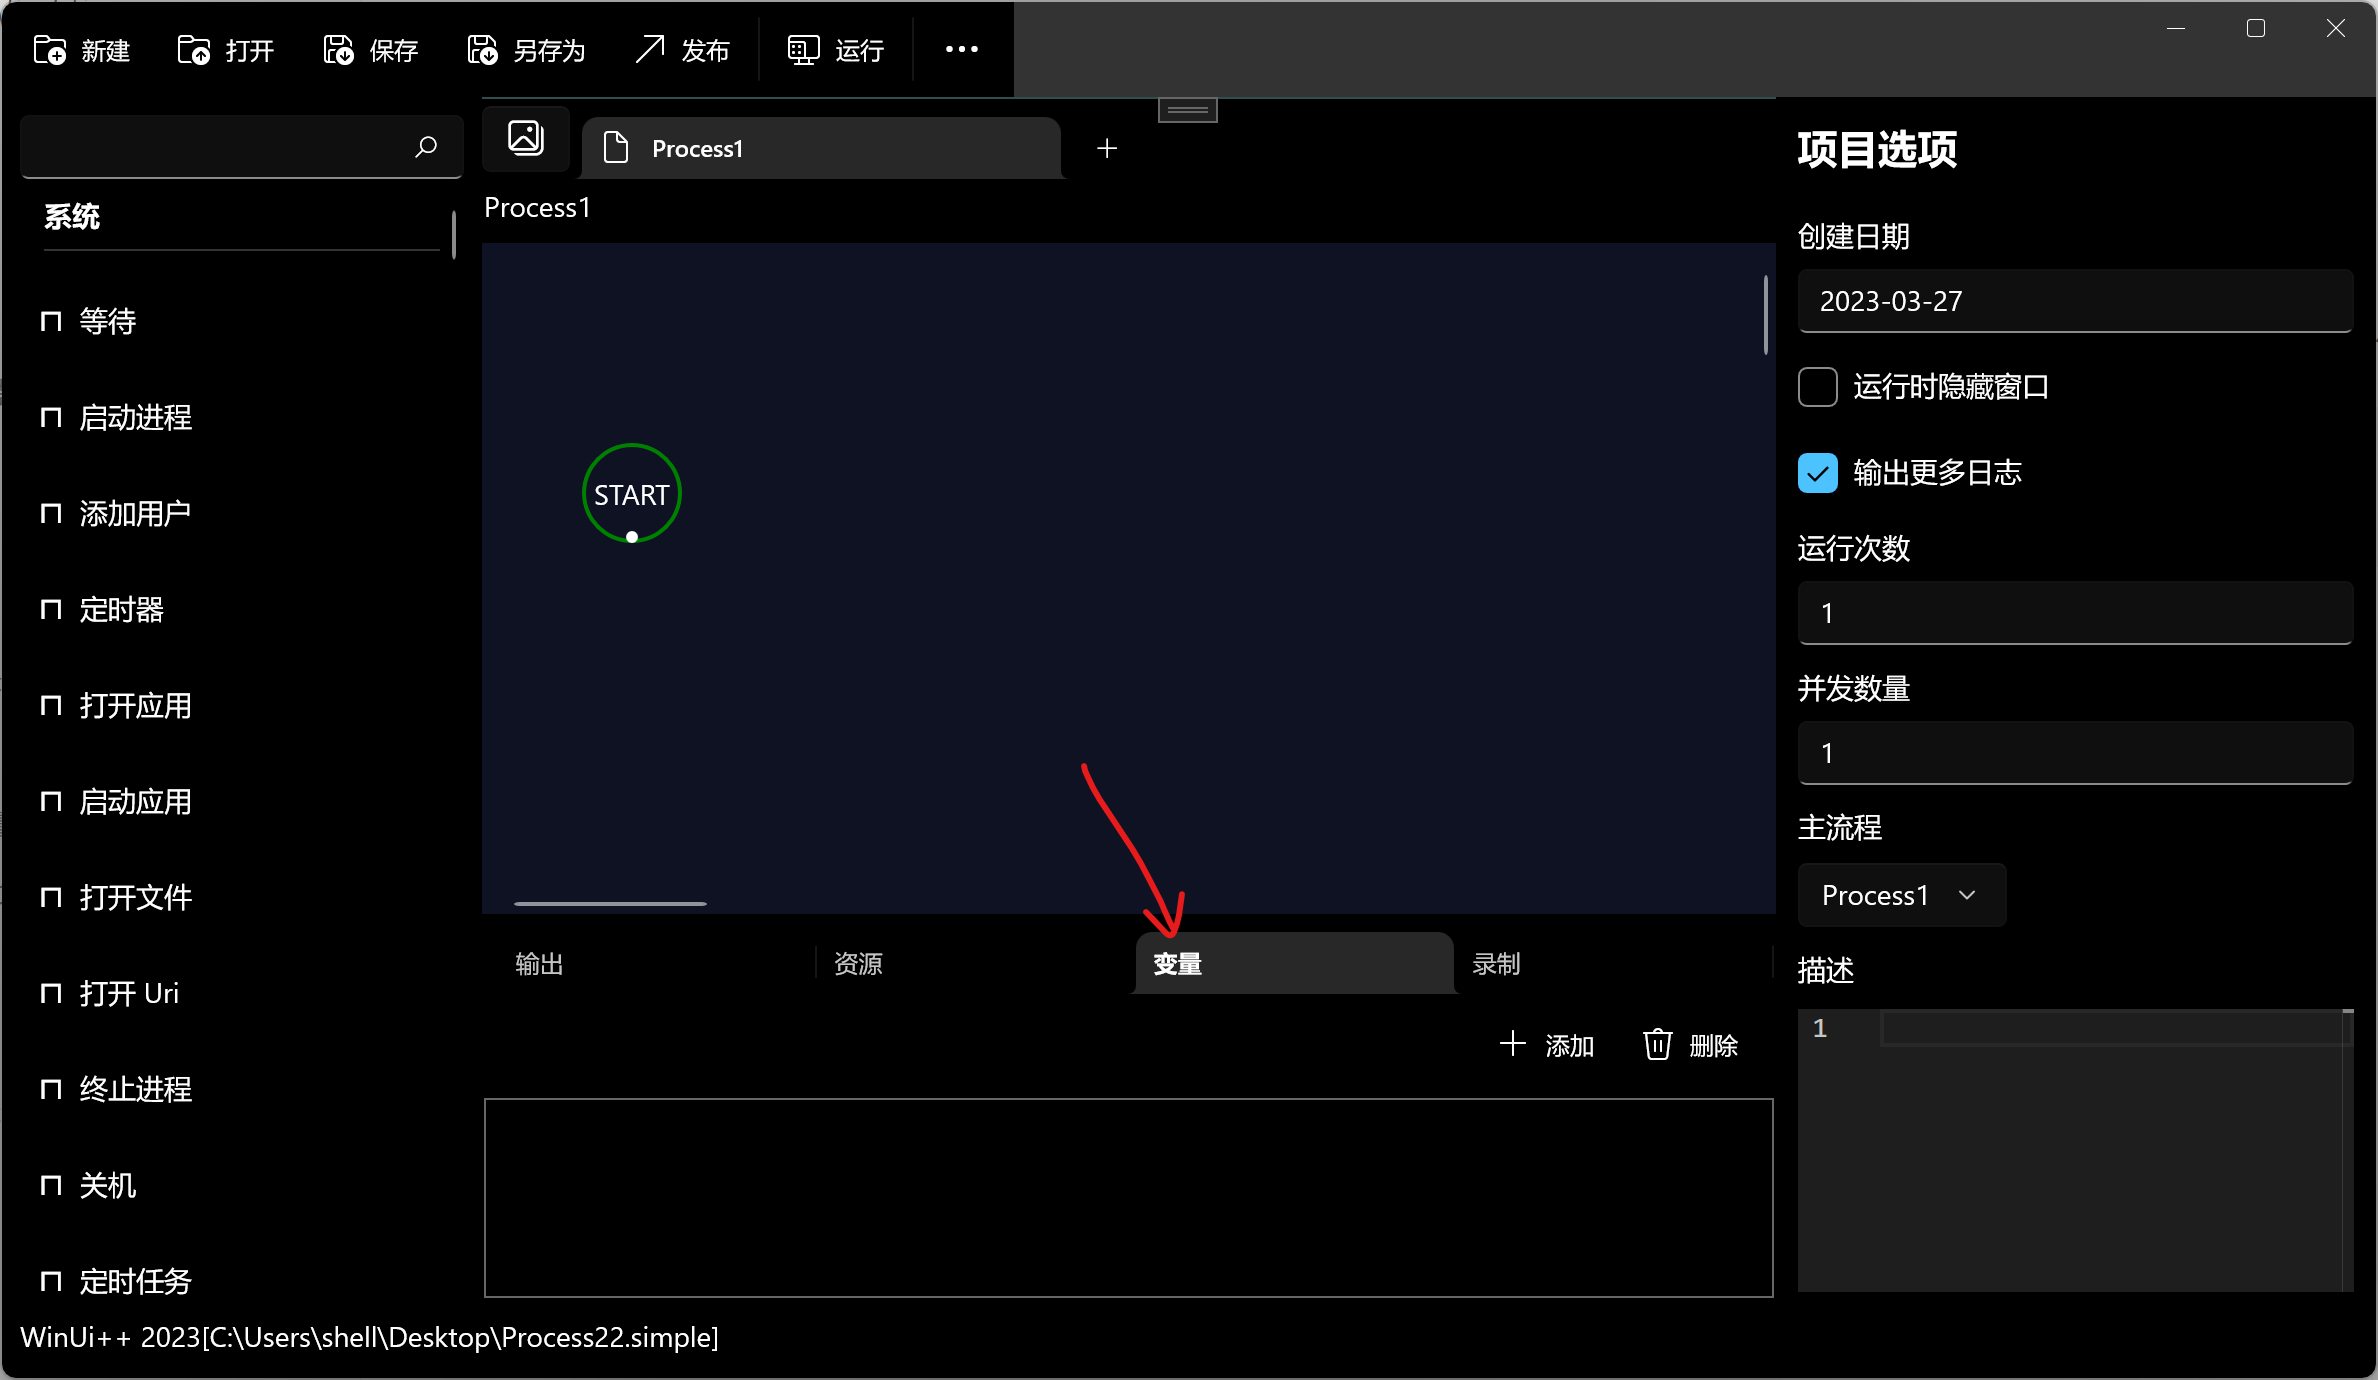 新建 打开 保存 另存为 发布 运行
Process1
Process1
系统
等待
启动进程
添加用户
定时器
打开应用
启动应用
打开文件
打开 Uri
终止进程
关机
定时任务
START
输出 资源 变量 录制
添加 删除
项目选项
创建日期
2023-03-27
运行时隐藏窗口
输出更多日志
运行次数
1
并发数量
1
主流程
Process1
描述
1
WinUi++ 2023[C:\Users\shell\Desktop\Process22.simple]